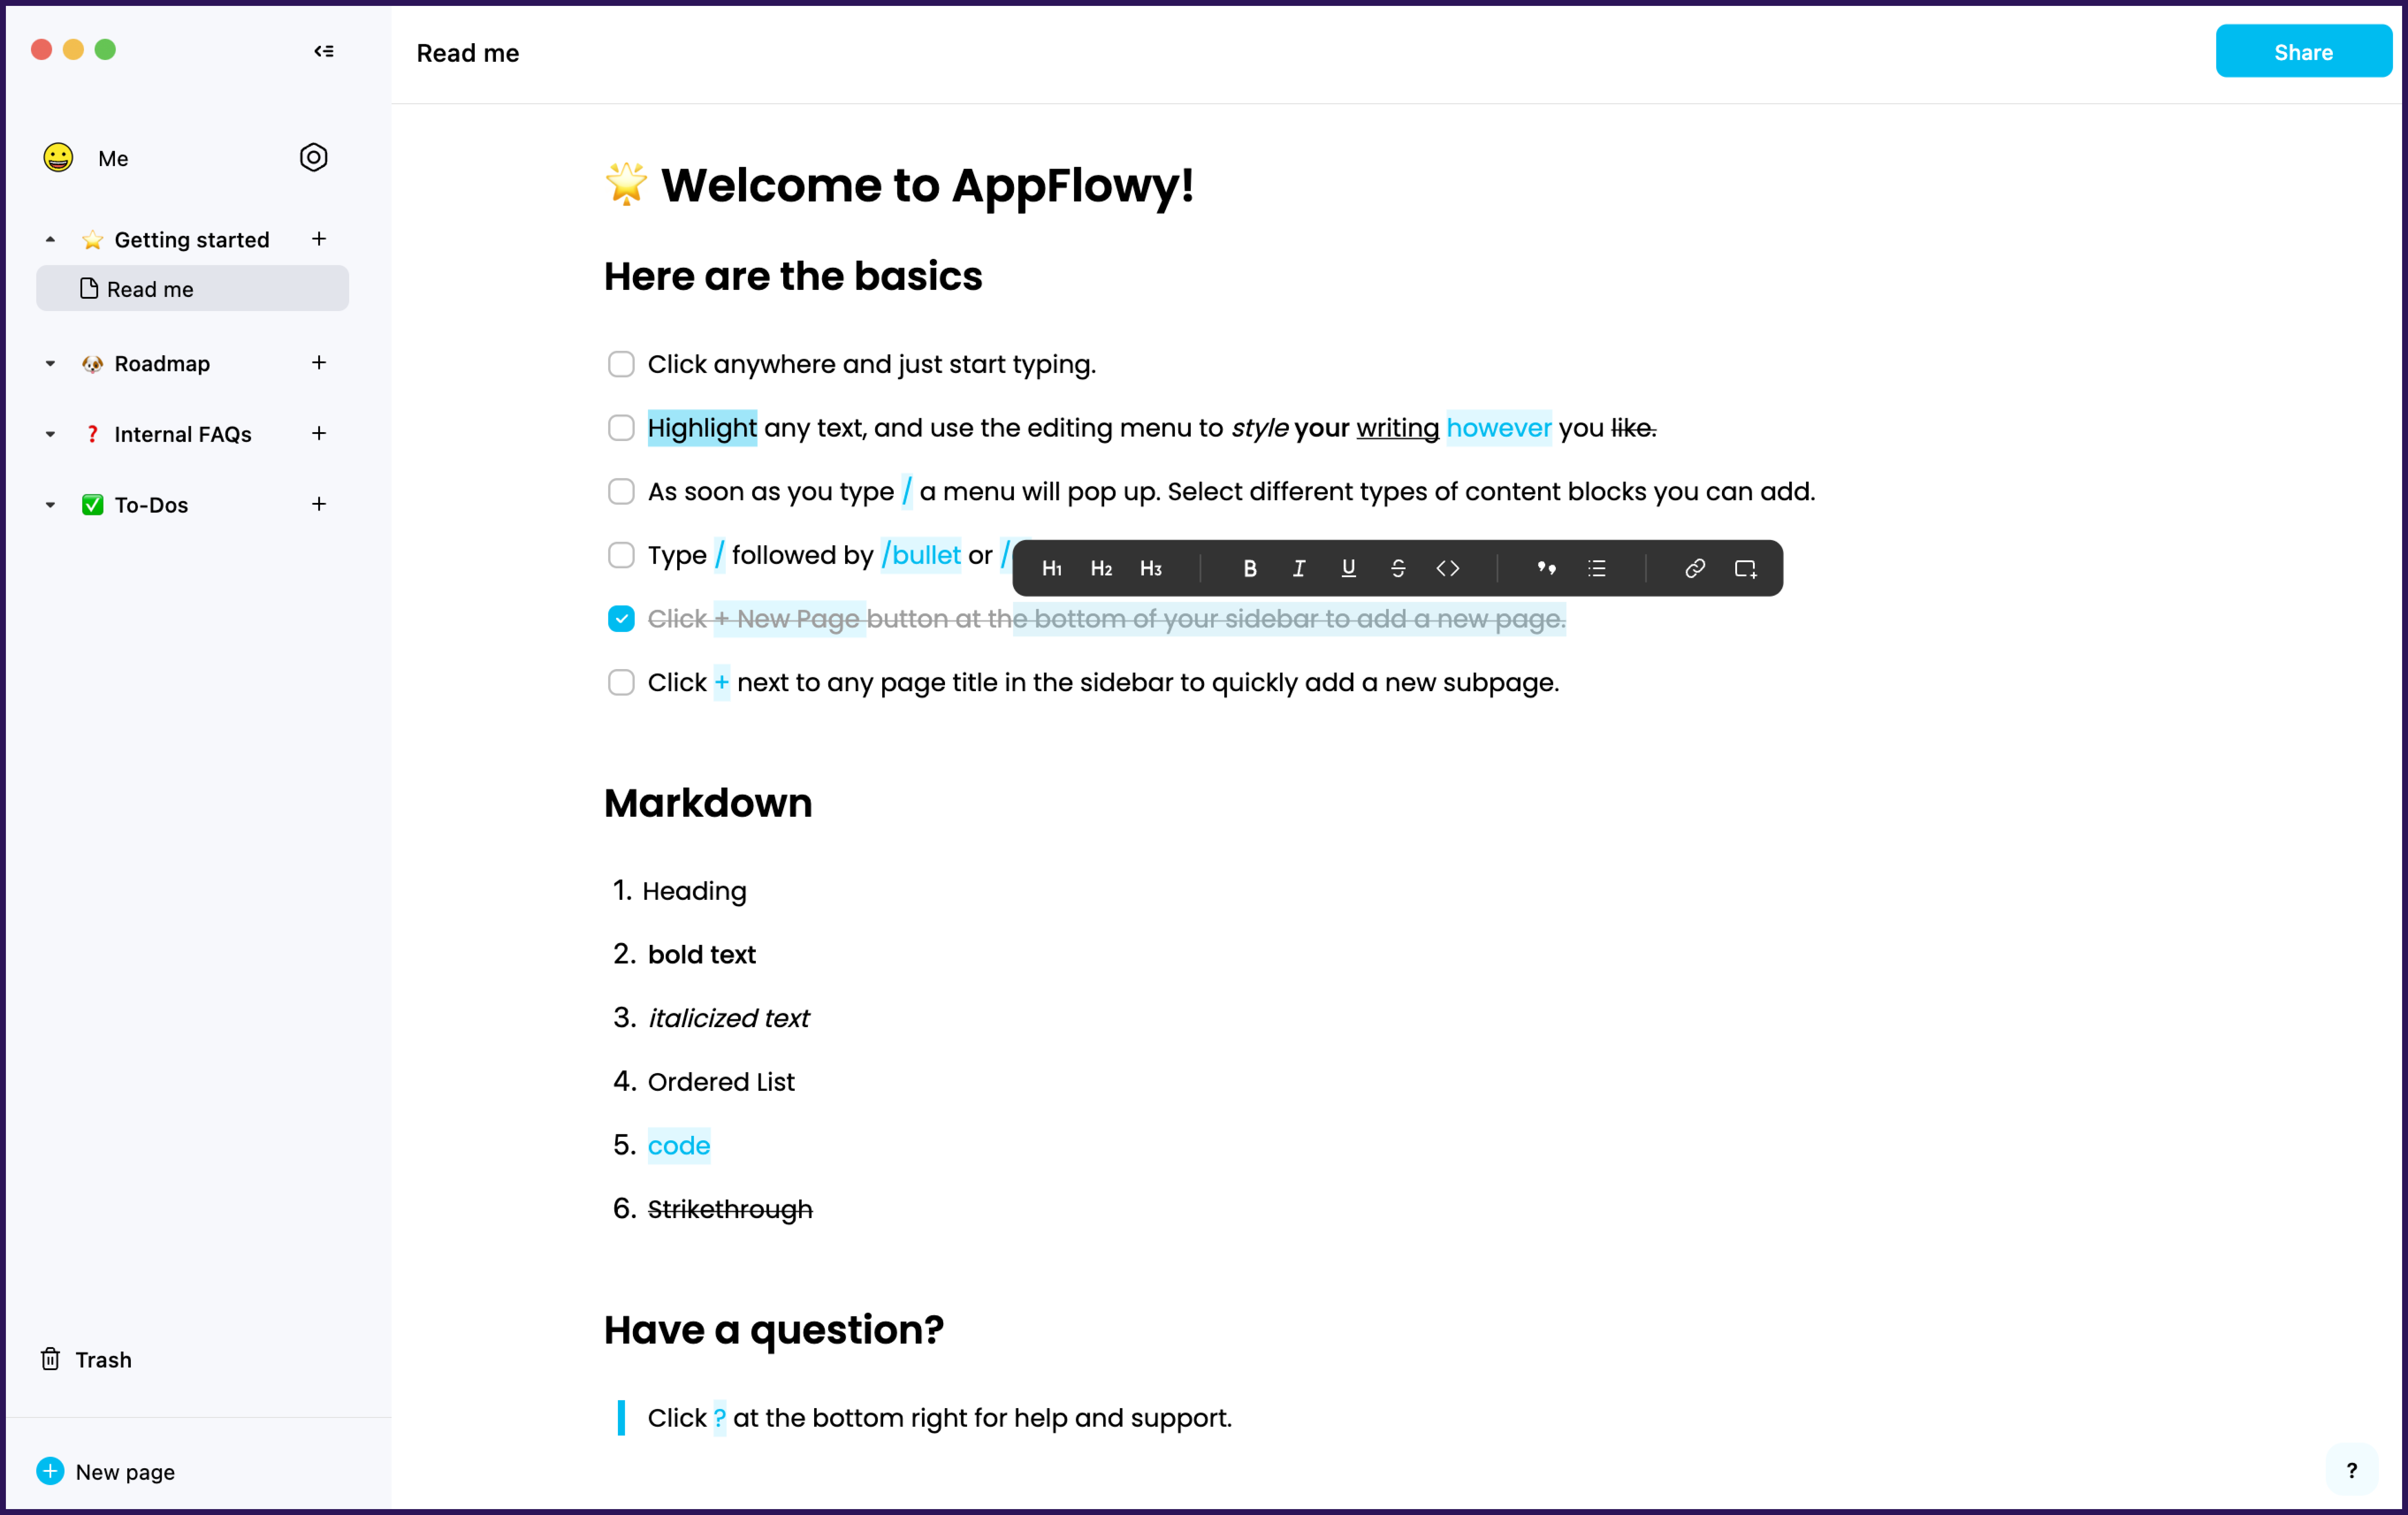 Read me
Share
Me
Getting started
Read me
Roadmap
Internal FAQs
To-Dos
Trash
New page
Welcome to AppFlowy!
Here are the basics
Click anywhere and just start typing.
Highlight any text, and use the editing menu to style your writing however you like.
As soon as you type / a menu will pop up. Select different types of content blocks you can add.
Type / followed by /bullet or /
H1 H2 H3 B I U S <>
Click + New Page button at the bottom of your sidebar to add a new page.
Click + next to any page title in the sidebar to quickly add a new subpage.
Markdown
1. Heading
2. bold text
3. italicized text
4. Ordered List
5. code
6. Strikethrough
Have a question?
Click ? at the bottom right for help and support.
?